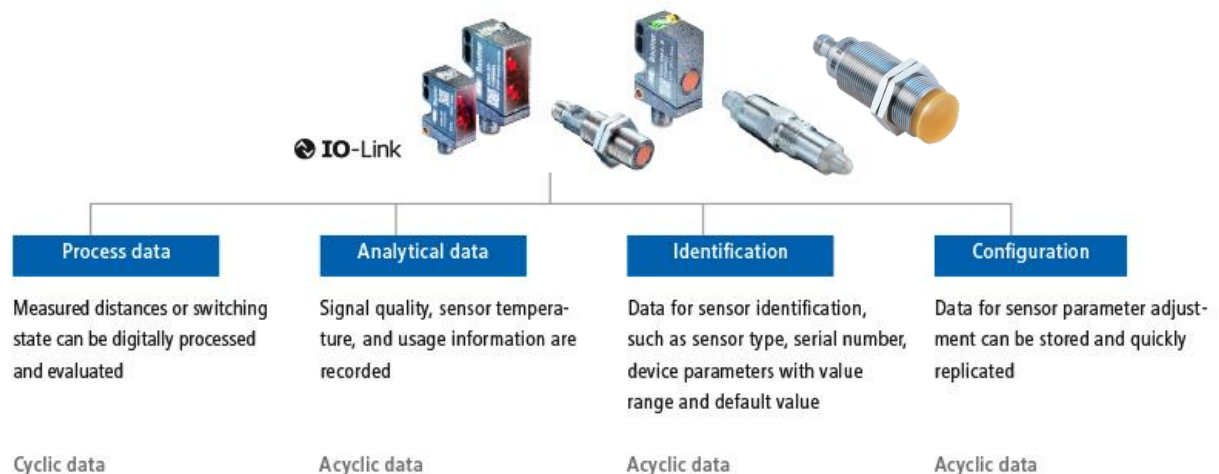 IO-Link
Process data
Measured distances or switching
state can be digitally processed
and evaluated
Cyclic data
Analytical data
Signal quality, sensor tempera-
ture, and usage information are
recorded
Acyclic data
Identification
Data for sensor identification,
such as sensor type, serial number,
device parameters with value
range and default value
Acyclic data
Configuration
Data for sensor parameter adjust-
ment can be stored and quickly
replicated
Acyclic data